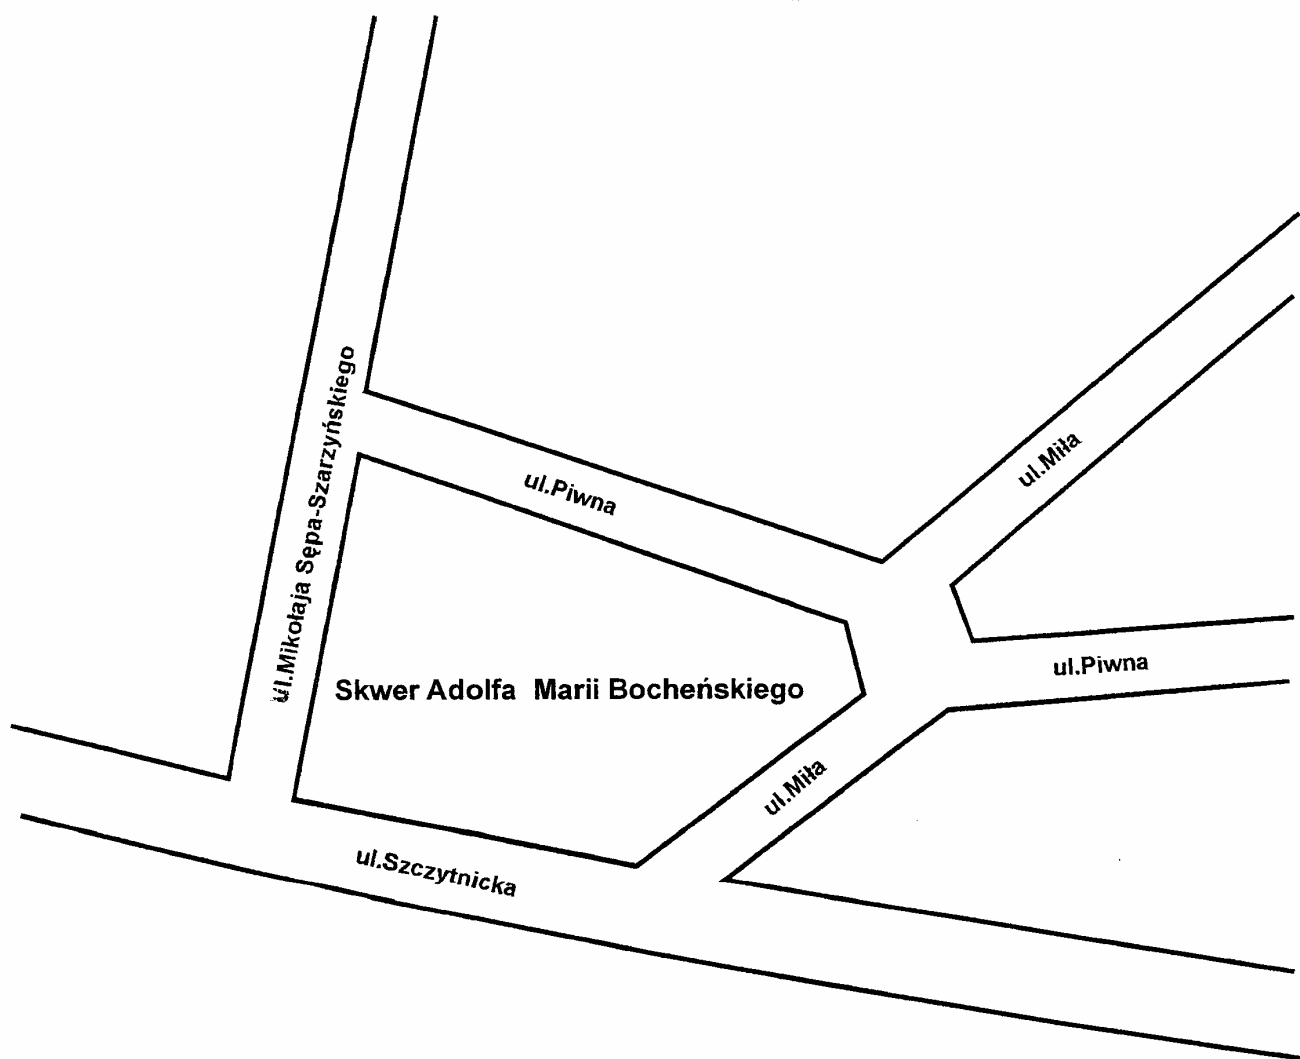 ul.Mikołaja Sępa-Szarzyńskiego
ul.Piwna
ul.Miła
ul.Piwna
Skwer Adolfa Marii Bocheńskiego
ul.Miła
ul.Szczytnicka